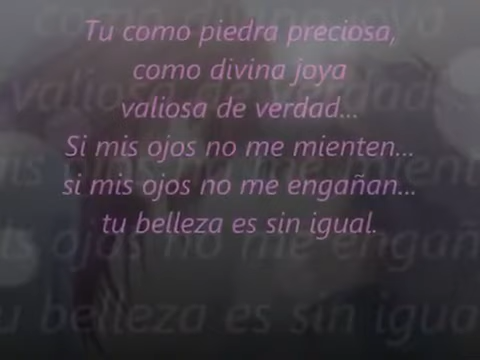 Tu como piedra preciosa,
como divina joya
valiosa de verdad...
Si mis ojos no me mienten...
si mis ojos no me engañan...
tu belleza es sin igual.